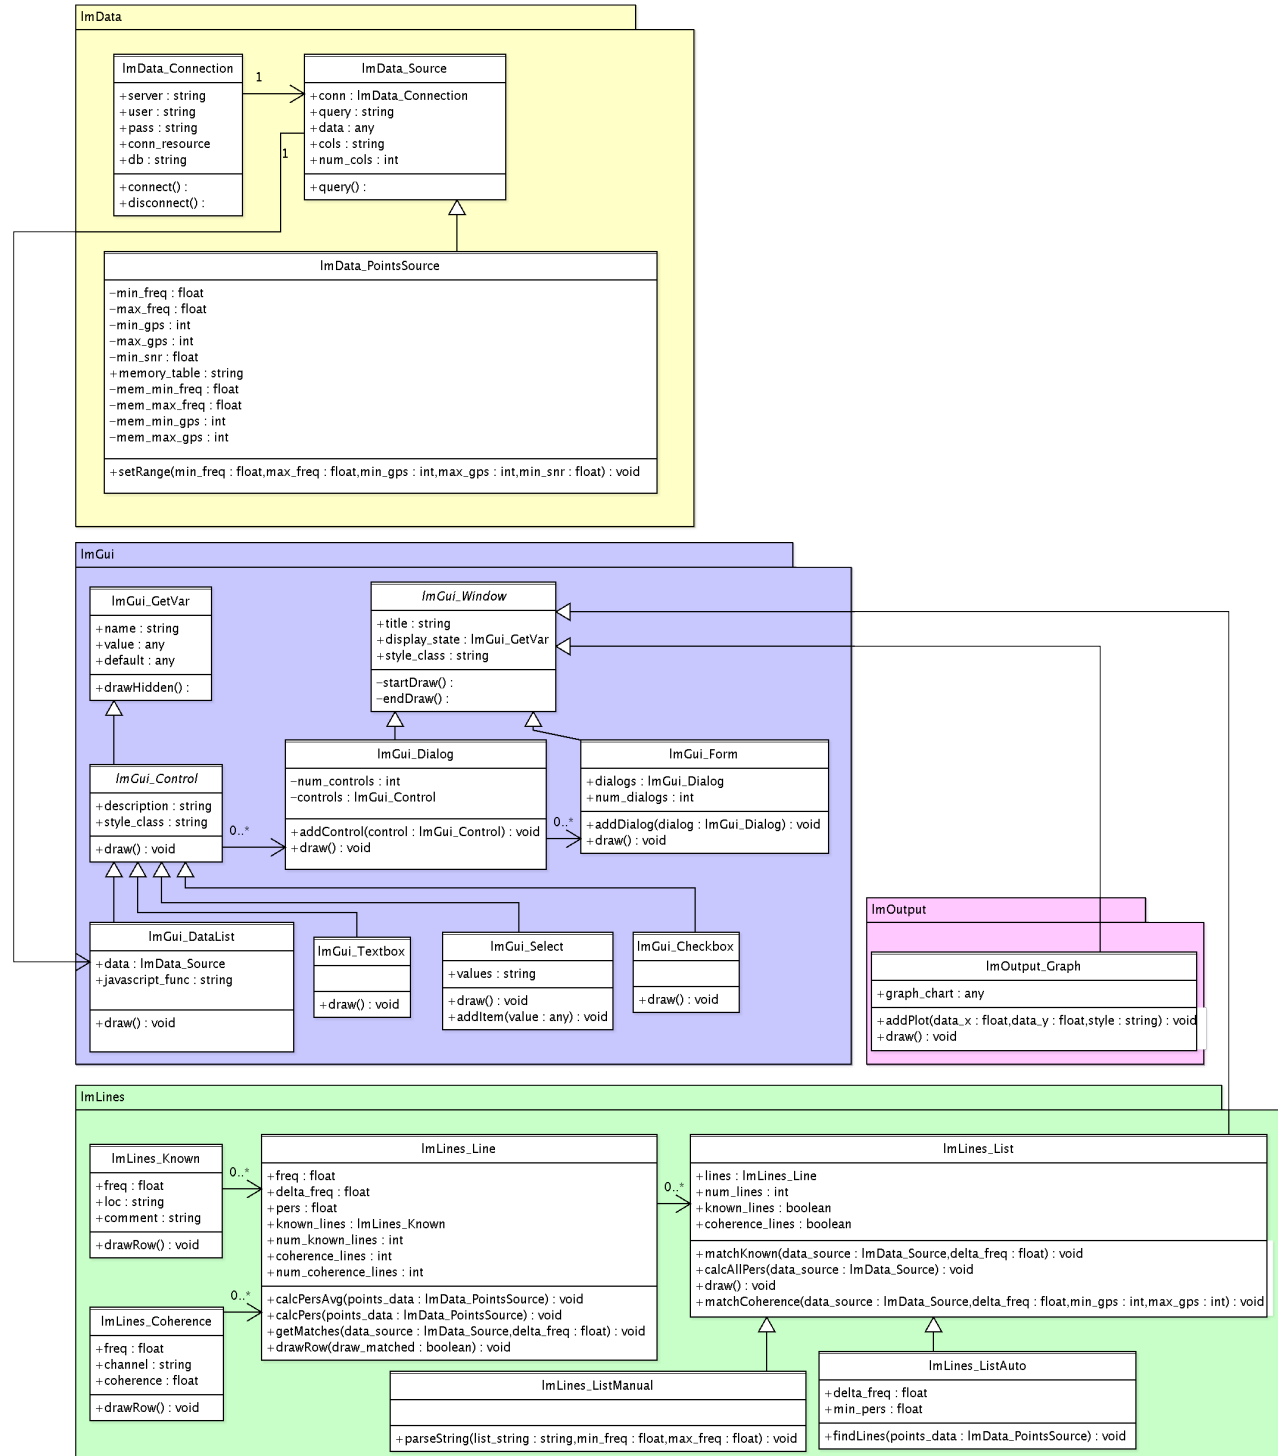 ImData
ImData_Connection
+server : string
+user : string
+pass : string
+conn_resource
+db : string
+connect() :
+disconnect() :
1
ImData_Source
+conn : ImData_Connection
+query : string
+data : any
+cols : string
+num_cols : int
+query() :
1
ImData_PointsSource
-min_freq : float
-max_freq : float
-min_gps : int
-max_gps : int
-min_snr : float
+memory_table : string
-mem_min_freq : float
-mem_max_freq : float
-mem_min_gps : int
-mem_max_gps : int
+setRange(min_freq : float,max_freq : float,min_gps : int,max_gps : int,min_snr : float) : void
ImGui
ImGui_GetVar
+name : string
+value : any
+default : any
+drawHidden() :
ImGui_Window
+title : string
+display_state : ImGui_GetVar
+style_class : string
-startDraw() :
-endDraw() :
ImGui_Control
+description : string
+style_class : string
+draw() : void
0..*
ImGui_Dialog
-num_controls : int
-controls : ImGui_Control
+addControl(control : ImGui_Control) : void
+draw() : void
0..*
ImGui_Form
+dialogs : ImGui_Dialog
+num_dialogs : int
+addDialog(dialog : ImGui_Dialog) : void
+draw() : void
ImGui_DataList
+data : ImData_Source
+javascript_func : string
+draw() : void
ImGui_Textbox
+draw() : void
ImGui_Select
+values : string
+draw() : void
+addItem(value : any) : void
ImGui_Checkbox
+draw() : void
ImOutput
ImOutput_Graph
+graph_chart : any
+addPlot(data_x : float,data_y : float,style : string) : void
+draw() : void
ImLines
ImLines_Known
+freq : float
+loc : string
+comment : string
+drawRow() : void
0..*
ImLines_Coherence
+freq : float
+channel : string
+coherence : float
+drawRow() : void
0..*
ImLines_Line
+freq : float
+delta_freq : float
+pers : float
+known_lines : ImLines_Known
+num_known_lines : int
+coherence_lines : int
+num_coherence_lines : int
+calcPersAvg(points_data : ImData_PointsSource) : void
+calcPers(points_data : ImData_PointsSource) : void
+getMatches(data_source : ImData_Source,delta_freq : float) : void
+drawRow(draw_matched : boolean) : void
0..*
ImLines_List
+lines : ImLines_Line
+num_lines : int
+known_lines : boolean
+coherence_lines : boolean
+matchKnown(data_source : ImData_Source,delta_freq : float) : void
+calcAllPers(data_source : ImData_Source) : void
+draw() : void
+matchCoherence(data_source : ImData_Source,delta_freq : float,min_gps : int,max_gps : int) : void
ImLines_ListManual
+parseString(list_string : string,min_freq : float,max_freq : float) : void
ImLines_ListAuto
+delta_freq : float
+min_pers : float
+findLines(points_data : ImData_PointsSource) : void